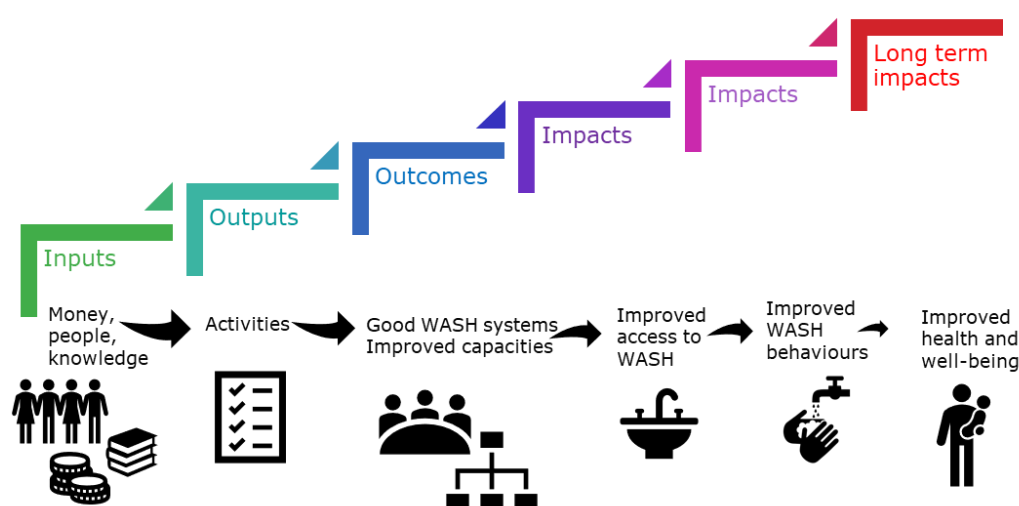 Inputs
Outputs
Outcomes
Impacts
Impacts
Long term
impacts
Money,
people,
knowledge
Activities
Good WASH systems
Improved capacities
Improved
access to
WASH
Improved
WASH
behaviours
Improved
health and
well-being